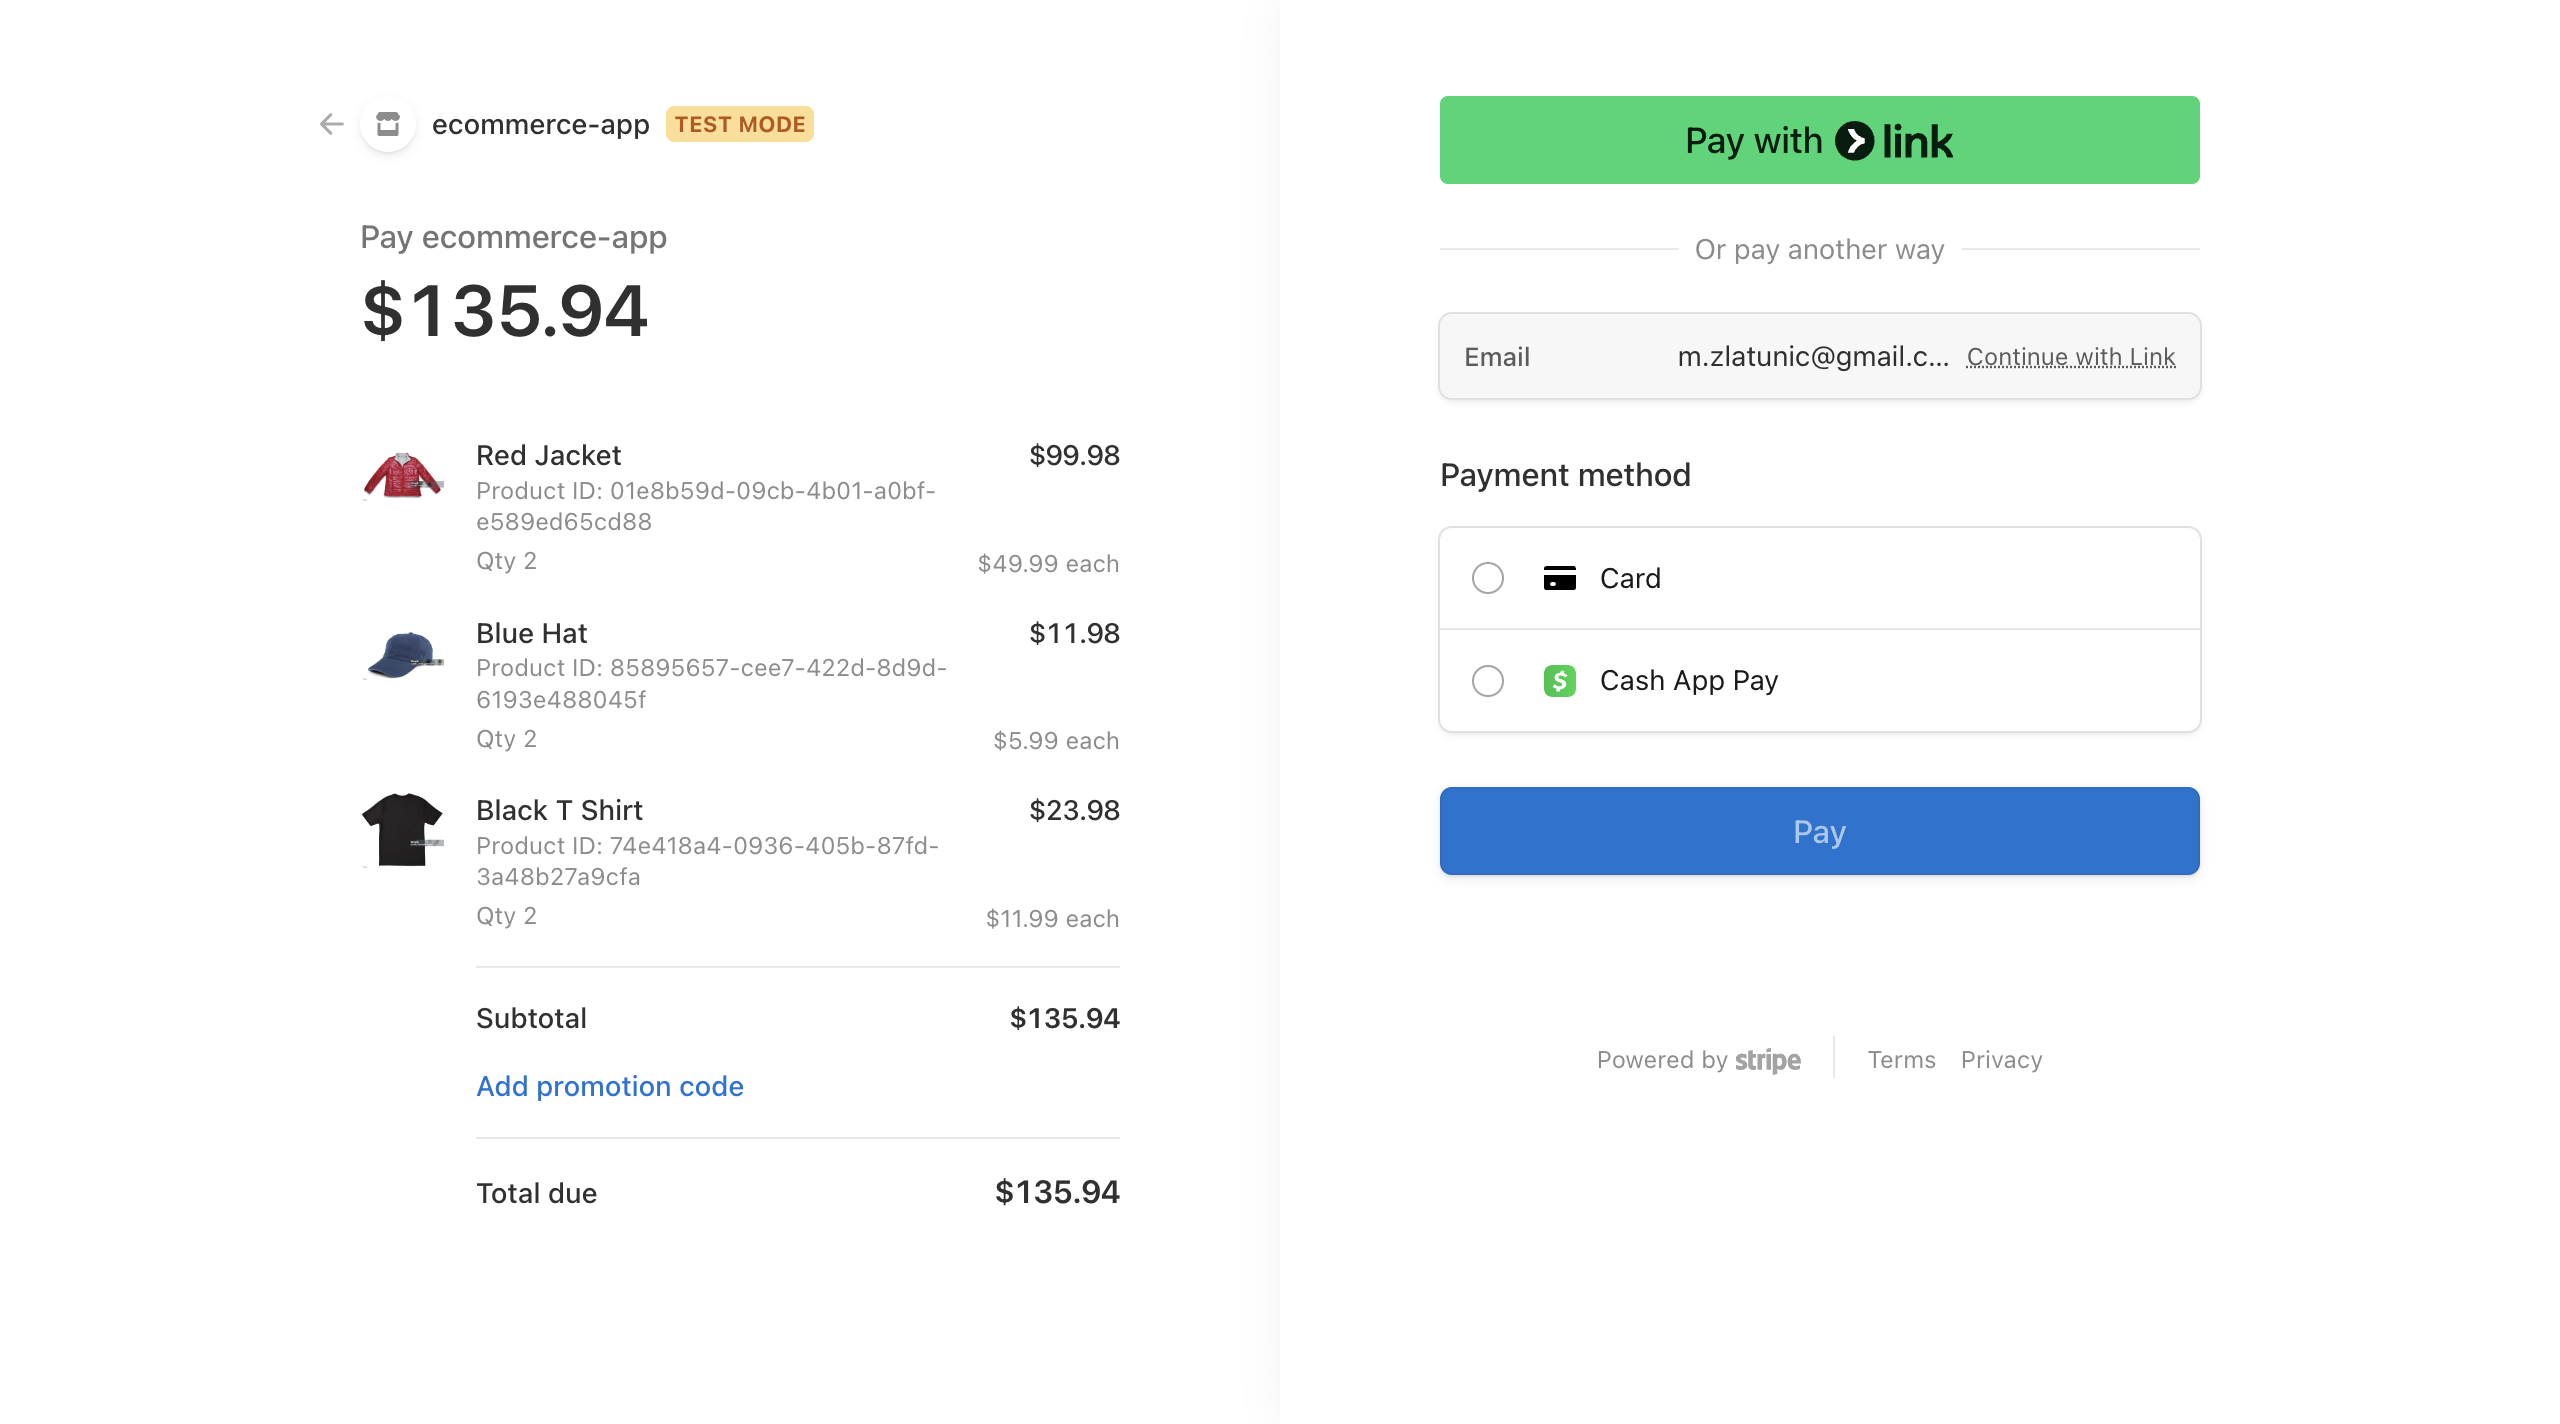 ecommerce-app TEST MODE
Pay ecommerce-app
$135.94
Red Jacket $99.98
Product ID: 01e8b59d-09cb-4b01-a0bf-
e589ed65cd88
Qty 2 $49.99 each
Blue Hat $11.98
Product ID: 85895657-cee7-422d-8d9d-
6193e488045f
Qty 2 $5.99 each
Black T Shirt $23.98
Product ID: 74e418a4-0936-405b-87fd-
3a48b27a9cfa
Qty 2 $11.99 each
Subtotal $135.94
Add promotion code
Total due $135.94
Pay with link
Or pay another way
Email m.zlatunic@gmail.c... Continue with Link
Payment method
Card
Cash App Pay
Pay
Powered by stripe Terms Privacy